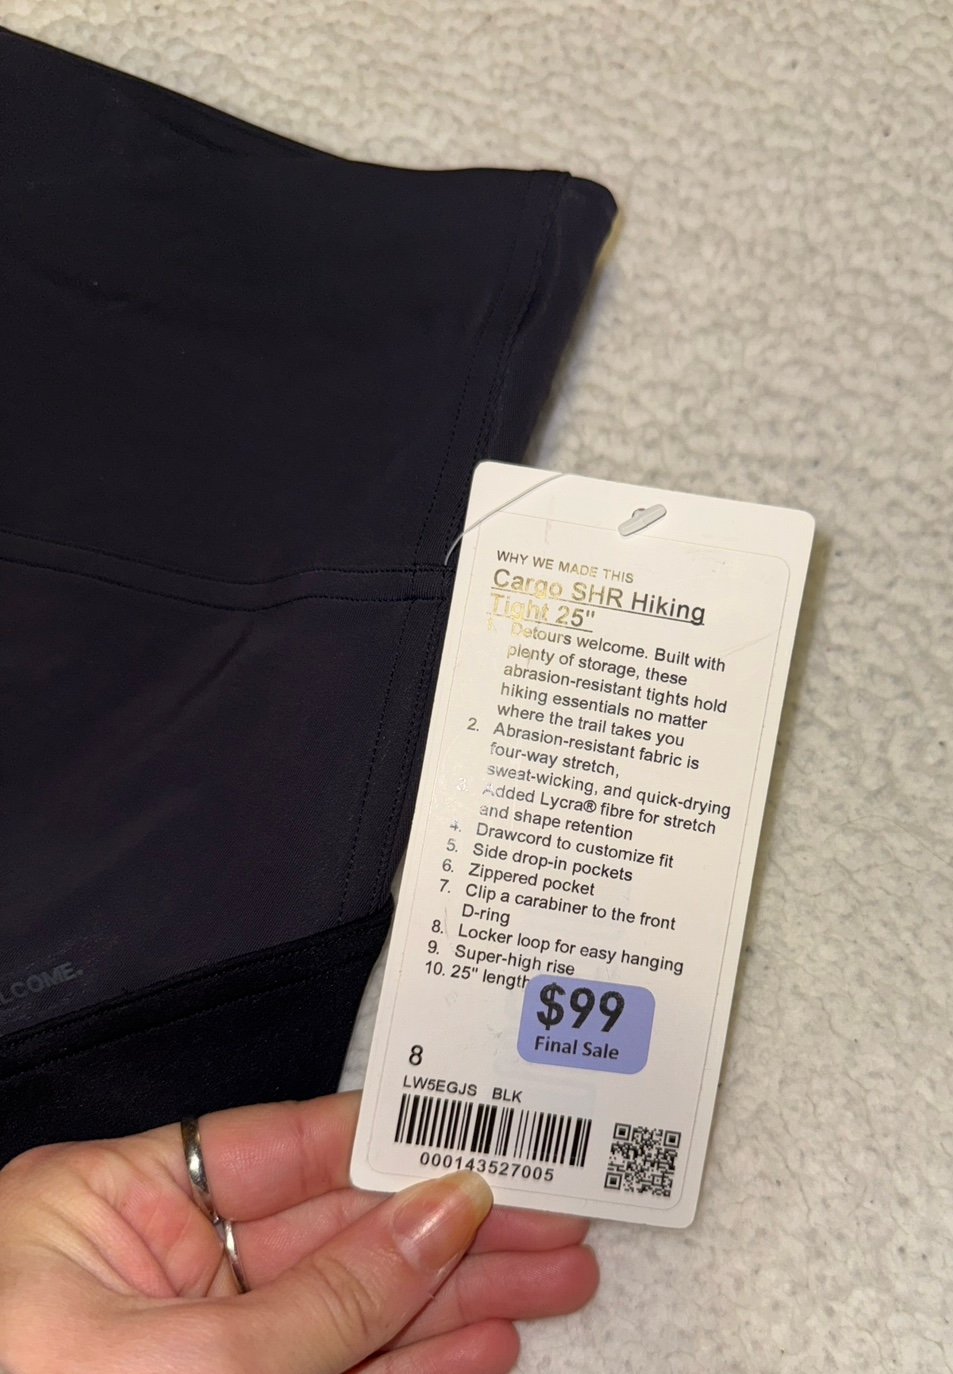 WHY WE MADE THIS
Cargo SHR Hiking
Tight 25"
1. Detours welcome. Built with
plenty of storage, these
abrasion-resistant tights hold
hiking essentials no matter
where the trail takes you
2. Abrasion-resistant fabric is
four-way stretch,
sweat-wicking, and quick-drying
3. Added Lycra® fibre for stretch
and shape retention
4. Drawcord to customize fit
5. Side drop-in pockets
6. Zippered pocket
7. Clip a carabiner to the front
D-ring
8. Locker loop for easy hanging
9. Super-high rise
10. 25" length
$99
Final Sale
8
LW5EGJS BLK
000143527005
LCOME.